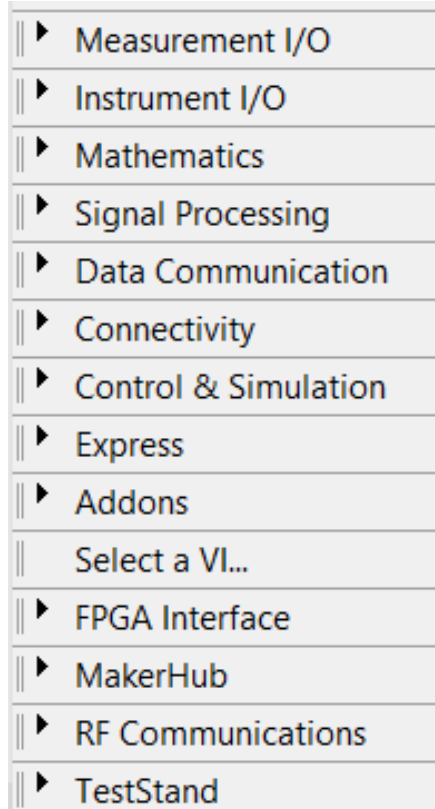 Measurement I/O
Instrument I/O
Mathematics
Signal Processing
Data Communication
Connectivity
Control & Simulation
Express
Addons
Select a VI...
FPGA Interface
MakerHub
RF Communications
TestStand